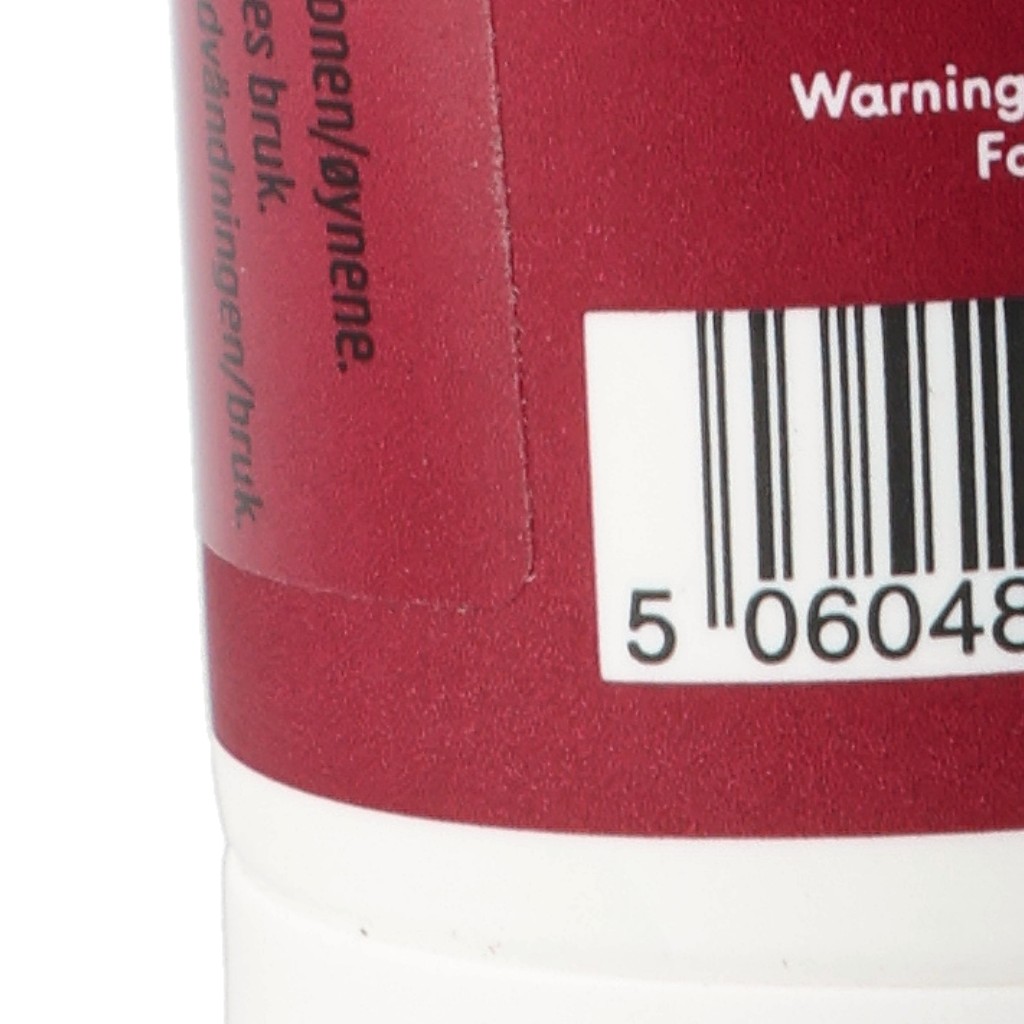 Warning
Fo
onen/øynene.
es bruk.
dvändningen/bruk.
5 06048